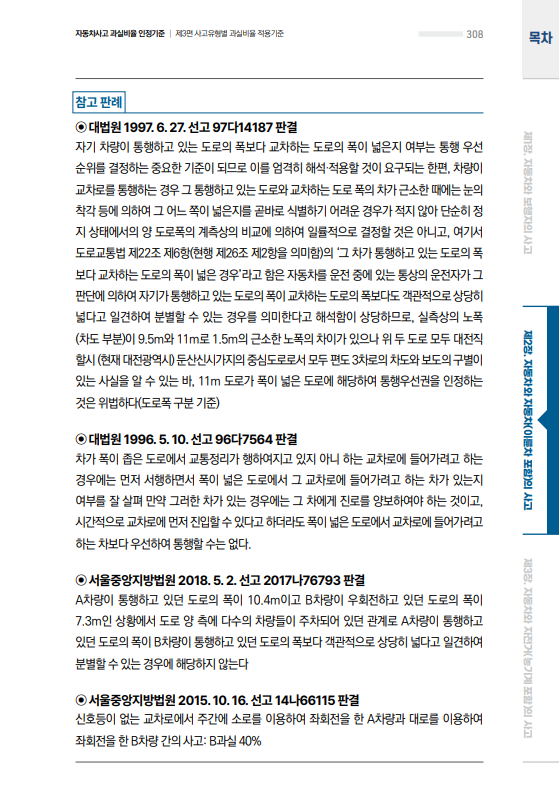 자동차사고 과실비율 인정기준 | 제3편 사고유형별 과실비율 적용기준
308
목차
참고 판례
◉ 대법원 1997. 6. 27. 선고 97다14187 판결
자기 차량이 통행하고 있는 도로의 폭보다 교차하는 도로의 폭이 넓은지 여부는 통행 우선
순위를 결정하는 중요한 기준이 되므로 이를 엄격히 해석·적용할 것이 요구되는 한편, 차량이
교차로를 통행하는 경우 그 통행하고 있는 도로와 교차하는 도로 폭의 차가 근소한 때에는 눈의
착각 등에 의하여 그 어느 쪽이 넓은지를 곧바로 식별하기 어려운 경우가 적지 않아 단순히 정
지 상태에서의 양 도로폭의 계측상의 비교에 의하여 일률적으로 결정할 것은 아니고, 여기서
도로교통법 제22조 제6항(현행 제26조 제2항을 의미함)의 '그 차가 통행하고 있는 도로의 폭
보다 교차하는 도로의 폭이 넓은 경우'라고 함은 자동차를 운전 중에 있는 통상의 운전자가 그
판단에 의하여 자기가 통행하고 있는 도로의 폭이 교차하는 도로의 폭보다도 객관적으로 상당히
넓다고 일견하여 분별할 수 있는 경우를 의미한다고 해석함이 상당하므로, 실측상의 노폭
(차도 부분)이 9.5m와 11m로 1.5m의 근소한 노폭의 차이가 있으나 위 두 도로 모두 대전직
할시 (현재 대전광역시) 둔산신시가지의 중심도로로서 모두 편도 3차로의 차도와 보도의 구별이
있는 사실을 알 수 있는 바, 11m 도로가 폭이 넓은 도로에 해당하여 통행우선권을 인정하는
것은 위법하다(도로폭 구분 기준)
◉ 대법원 1996. 5. 10. 선고 96다7564 판결
차가 폭이 좁은 도로에서 교통정리가 행하여지고 있지 아니 하는 교차로에 들어가려고 하는
경우에는 먼저 서행하면서 폭이 넓은 도로에서 그 교차로에 들어가려고 하는 차가 있는지
여부를 잘 살펴 만약 그러한 차가 있는 경우에는 그 차에게 진로를 양보하여야 하는 것이고,
시간적으로 교차로에 먼저 진입할 수 있다고 하더라도 폭이 넓은 도로에서 교차로에 들어가려고
하는 차보다 우선하여 통행할 수는 없다.
◉ 서울중앙지방법원 2018. 5. 2. 선고 2017나76793 판결
A차량이 통행하고 있던 도로의 폭이 10.4m이고 B차량이 우회전하고 있던 도로의 폭이
7.3m인 상황에서 도로 양 측에 다수의 차량들이 주차되어 있던 관계로 A차량이 통행하고
있던 도로의 폭이 B차량이 통행하고 있던 도로의 폭보다 객관적으로 상당히 넓다고 일견하여
분별할 수 있는 경우에 해당하지 않는다
◉ 서울중앙지방법원 2015. 10. 16. 선고 14나66115 판결
신호등이 없는 교차로에서 주간에 소로를 이용하여 좌회전을 한 A차량과 대로를 이용하여
좌회전을 한 B차량 간의 사고: B과실 40%
제1장. 자동차와 보행자의 사고
제2장. 자동차와 자동차(이륜차 포함)의 사고
제3장. 자동차와 자전거(농기계 포함)의 사고